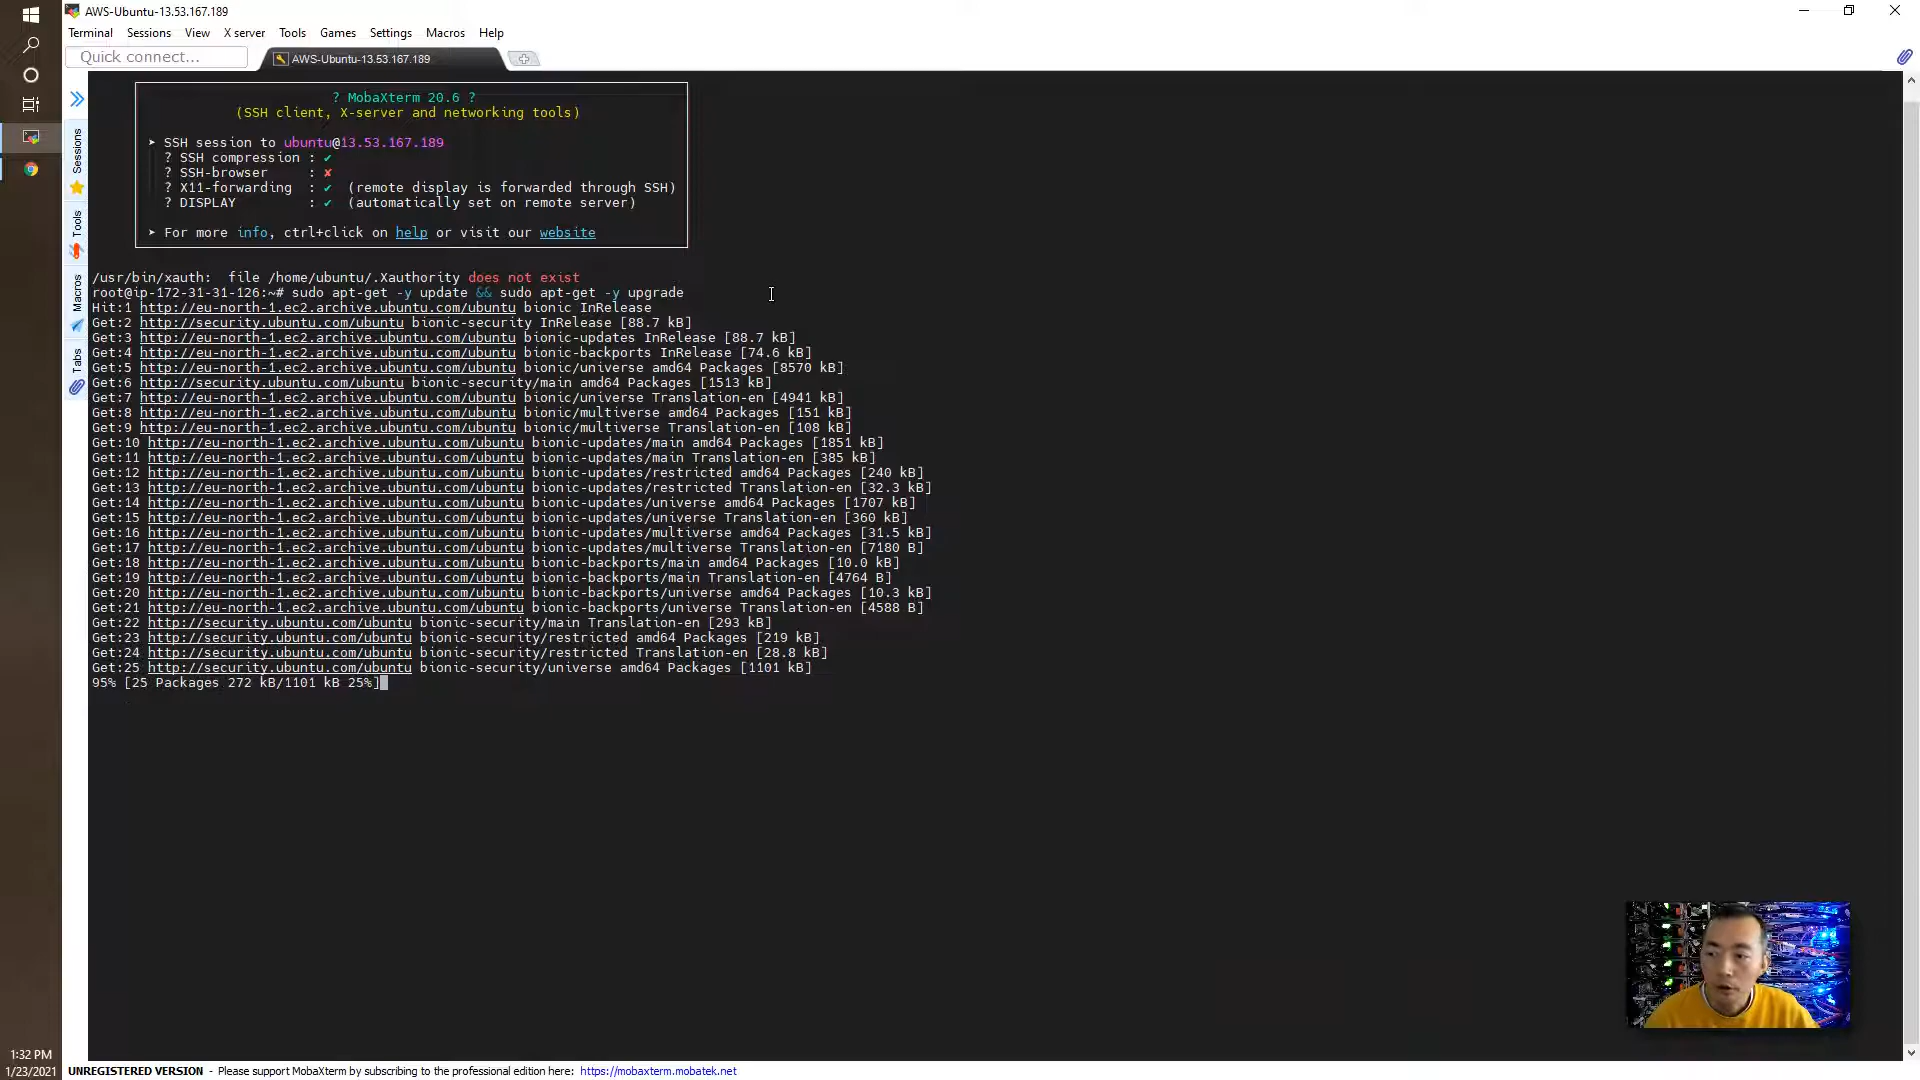 AWS-Ubuntu-13.53.167.189
Terminal Sessions View X server Tools Games Settings Macros Help
Quick connect...
AWS-Ubuntu-13.53.167.189
? MobaXterm 20.6 ?
(SSH client, X-server and networking tools)
➤ SSH session to ubuntu@13.53.167.189
? SSH compression : ✔
? SSH-browser : ✘
? X11-forwarding : ✔ (remote display is forwarded through SSH)
? DISPLAY : ✔ (automatically set on remote server)
➤ For more info, ctrl+click on help or visit our website
/usr/bin/xauth:  file /home/ubuntu/.Xauthority does not exist
root@ip-172-31-31-126:~# sudo apt-get -y update && sudo apt-get -y upgrade
Hit:1 http://eu-north-1.ec2.archive.ubuntu.com/ubuntu bionic InRelease
Get:2 http://security.ubuntu.com/ubuntu bionic-security InRelease [88.7 kB]
Get:3 http://eu-north-1.ec2.archive.ubuntu.com/ubuntu bionic-updates InRelease [88.7 kB]
Get:4 http://eu-north-1.ec2.archive.ubuntu.com/ubuntu bionic-backports InRelease [74.6 kB]
Get:5 http://eu-north-1.ec2.archive.ubuntu.com/ubuntu bionic/universe amd64 Packages [8570 kB]
Get:6 http://security.ubuntu.com/ubuntu bionic-security/main amd64 Packages [1513 kB]
Get:7 http://eu-north-1.ec2.archive.ubuntu.com/ubuntu bionic/universe Translation-en [4941 kB]
Get:8 http://eu-north-1.ec2.archive.ubuntu.com/ubuntu bionic/multiverse amd64 Packages [151 kB]
Get:9 http://eu-north-1.ec2.archive.ubuntu.com/ubuntu bionic/multiverse Translation-en [108 kB]
Get:10 http://eu-north-1.ec2.archive.ubuntu.com/ubuntu bionic-updates/main amd64 Packages [1851 kB]
Get:11 http://eu-north-1.ec2.archive.ubuntu.com/ubuntu bionic-updates/main Translation-en [385 kB]
Get:12 http://eu-north-1.ec2.archive.ubuntu.com/ubuntu bionic-updates/restricted amd64 Packages [240 kB]
Get:13 http://eu-north-1.ec2.archive.ubuntu.com/ubuntu bionic-updates/restricted Translation-en [32.3 kB]
Get:14 http://eu-north-1.ec2.archive.ubuntu.com/ubuntu bionic-updates/universe amd64 Packages [1707 kB]
Get:15 http://eu-north-1.ec2.archive.ubuntu.com/ubuntu bionic-updates/universe Translation-en [360 kB]
Get:16 http://eu-north-1.ec2.archive.ubuntu.com/ubuntu bionic-updates/multiverse amd64 Packages [31.5 kB]
Get:17 http://eu-north-1.ec2.archive.ubuntu.com/ubuntu bionic-updates/multiverse Translation-en [7180 B]
Get:18 http://eu-north-1.ec2.archive.ubuntu.com/ubuntu bionic-backports/main amd64 Packages [10.0 kB]
Get:19 http://eu-north-1.ec2.archive.ubuntu.com/ubuntu bionic-backports/main Translation-en [4764 B]
Get:20 http://eu-north-1.ec2.archive.ubuntu.com/ubuntu bionic-backports/universe amd64 Packages [10.3 kB]
Get:21 http://eu-north-1.ec2.archive.ubuntu.com/ubuntu bionic-backports/universe Translation-en [4588 B]
Get:22 http://security.ubuntu.com/ubuntu bionic-security/main Translation-en [293 kB]
Get:23 http://security.ubuntu.com/ubuntu bionic-security/restricted amd64 Packages [219 kB]
Get:24 http://security.ubuntu.com/ubuntu bionic-security/restricted Translation-en [28.8 kB]
Get:25 http://security.ubuntu.com/ubuntu bionic-security/universe amd64 Packages [1101 kB]
95% [25 Packages 272 kB/1101 kB 25%]
Sessions
Tools
Macros
Tabs
1:32 PM
1/23/2021
UNREGISTERED VERSION - Please support MobaXterm by subscribing to the professional edition here: https://mobaxterm.mobatek.net